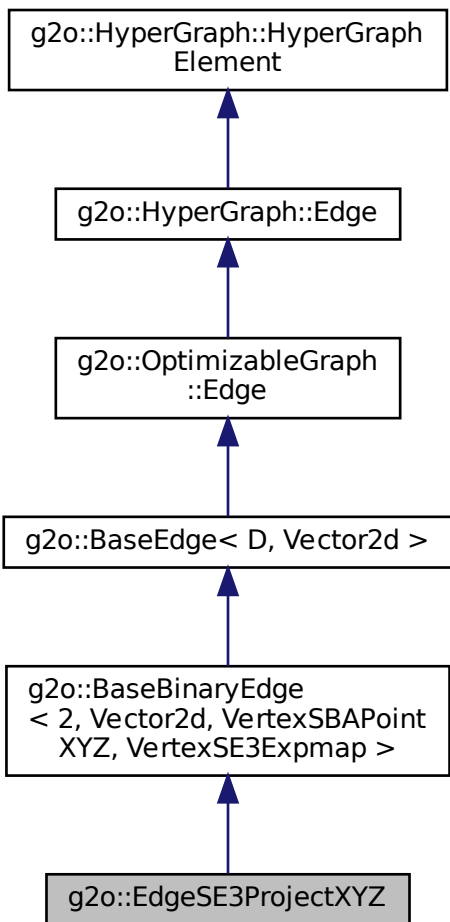 g2o::HyperGraph::HyperGraph
Element
g2o::HyperGraph::Edge
g2o::OptimizableGraph
::Edge
g2o::BaseEdge< D, Vector2d >
g2o::BaseBinaryEdge
< 2, Vector2d, VertexSBAPoint
XYZ, VertexSE3Expmap >
g2o::EdgeSE3ProjectXYZ